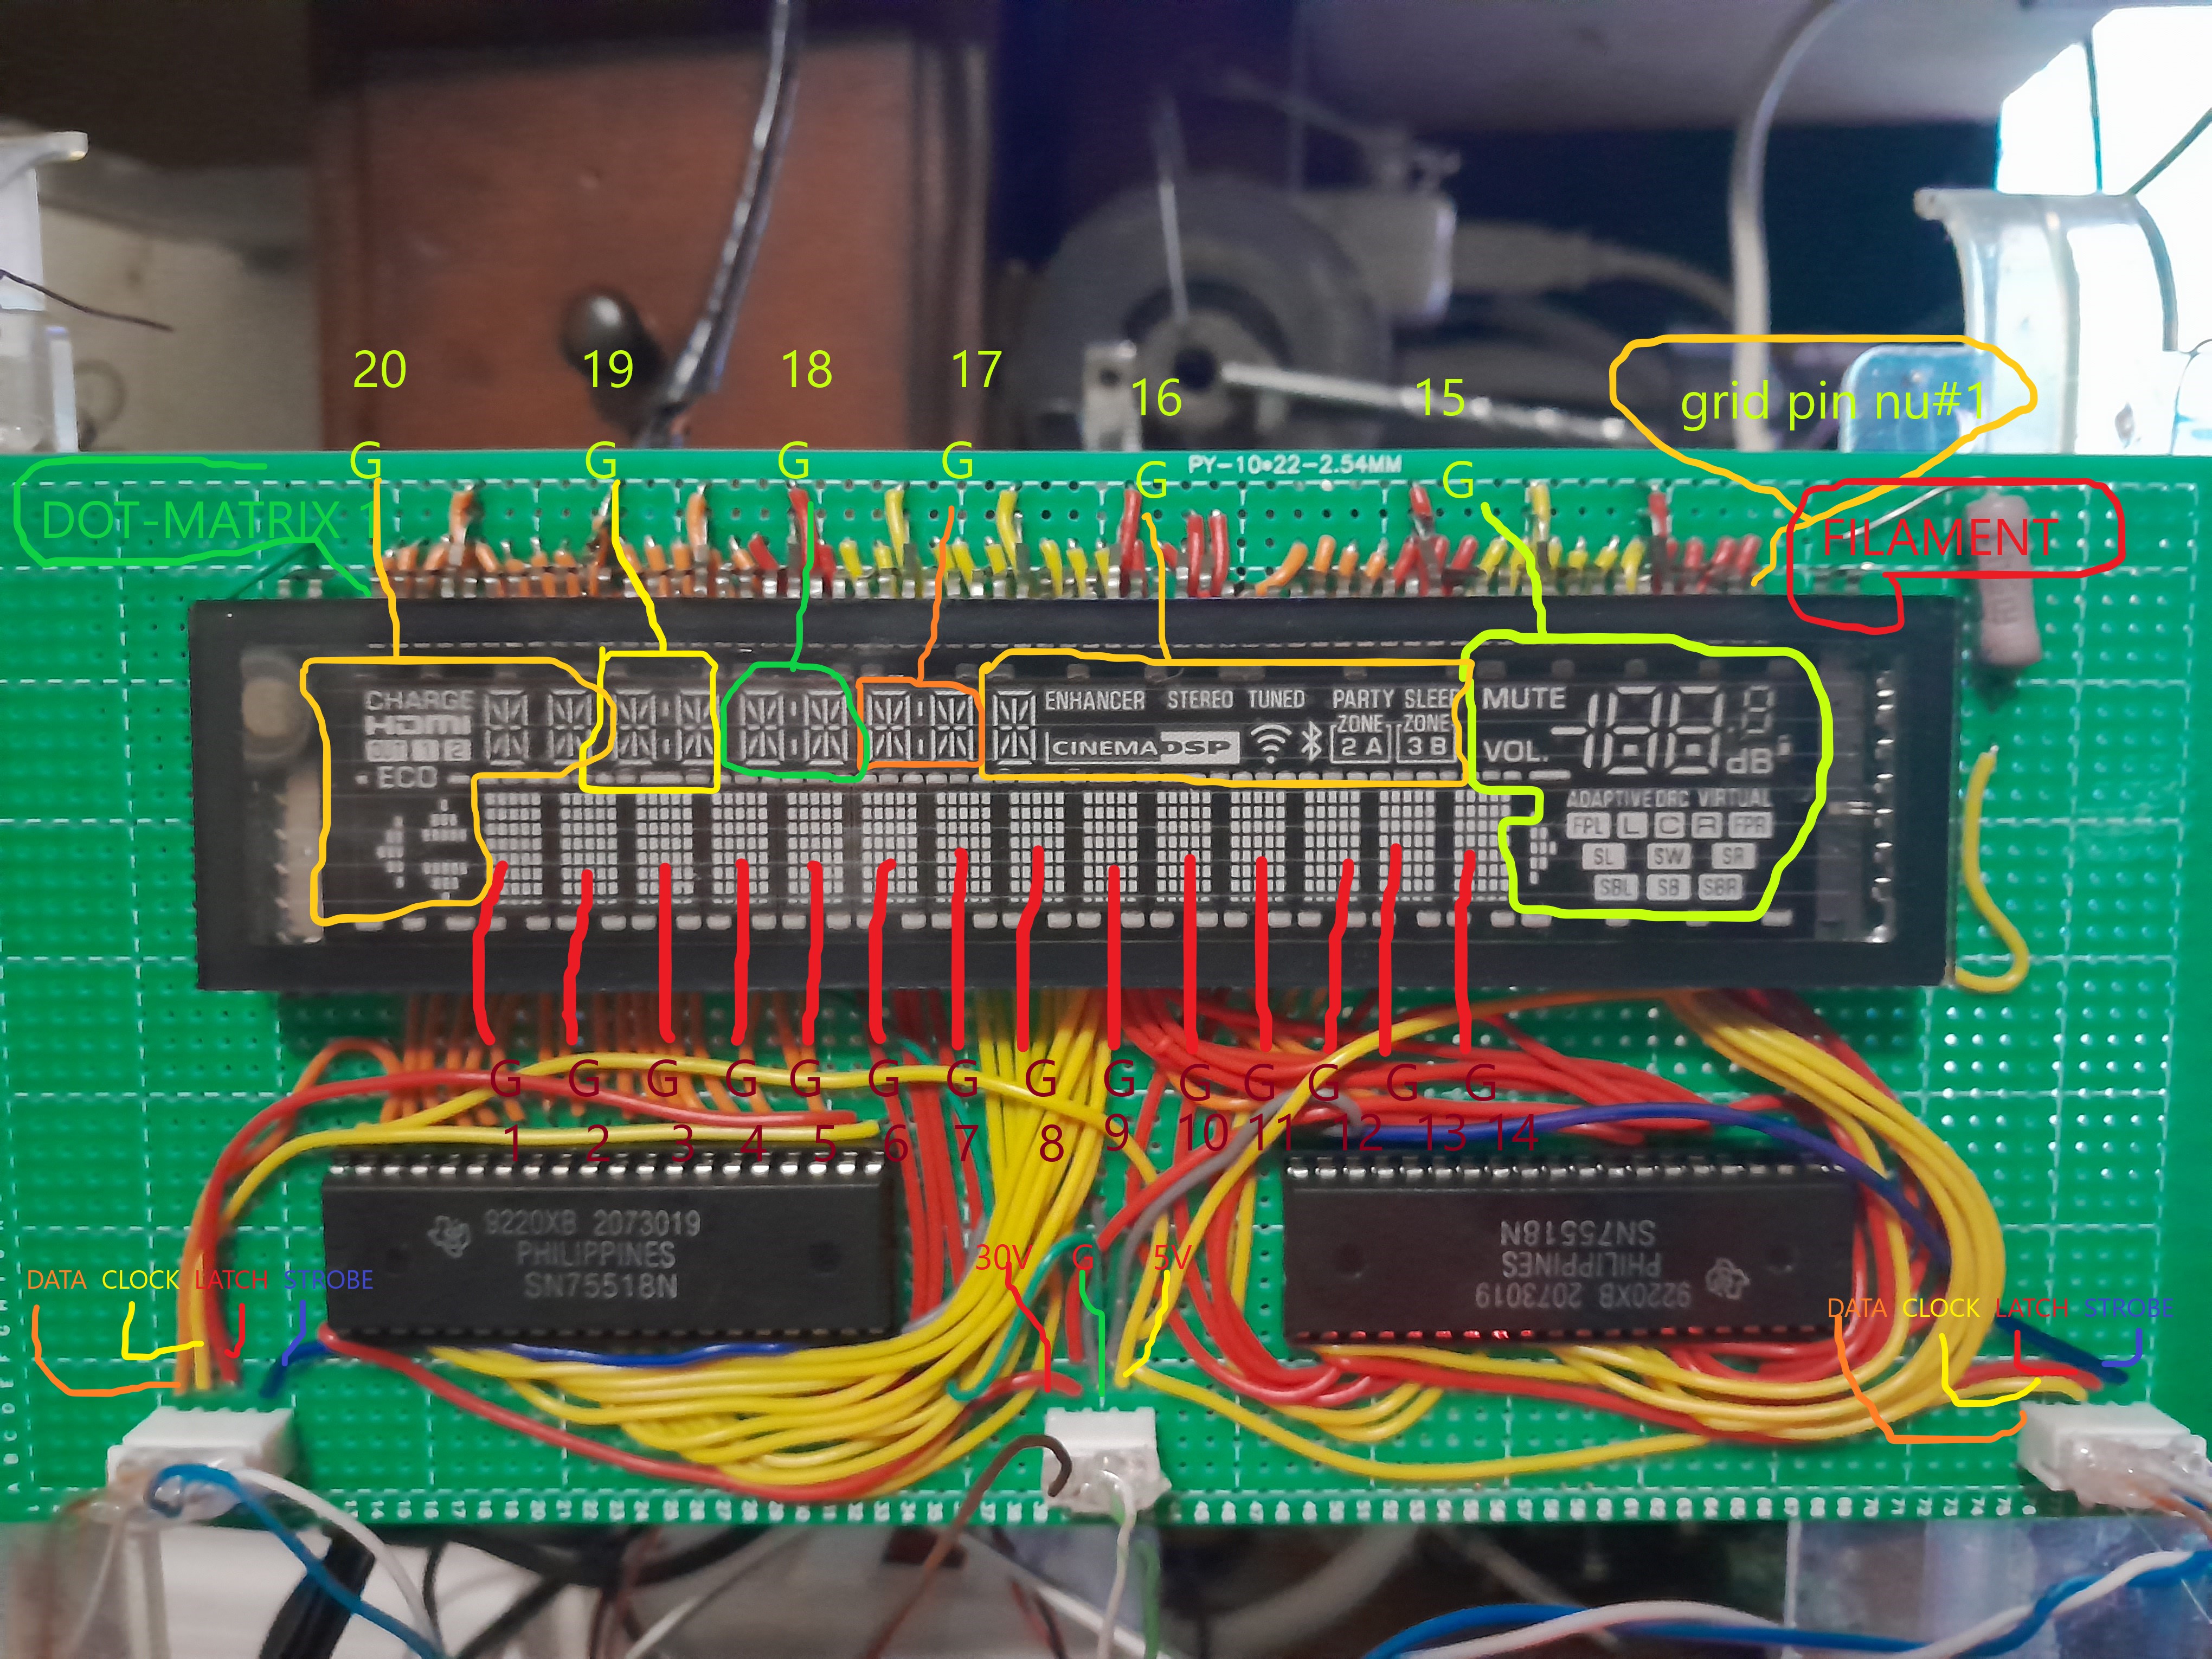 20 19 18 17
16 15
grid pin nu#1
G G G G G G
PY-10*22-2.54MM
DOT-MATRIX 1
FILAMENT
CHARGE
HDMI
OUT 1 2
ECO
ENHANCER STEREO TUNED PARTY SLEEP
CINEMA DSP
ZONE 2 A
ZONE 3 B
MUTE
VOL.
dB
ADAPTIVE DRC VIRTUAL
FPL L C R FPR
SL SW SR
SBL SB SBR
G G G G G G G G G G G G G G
1 2 3 4 5 6 7 8 9 10 11 12 13 14
9220XB 2073019
PHILIPPINES
SN75518N
9220XB 2073019
PHILIPPINES
SN75518N
30V G 5V
DATA CLOCK LATCH STROBE
DATA CLOCK LATCH STROBE